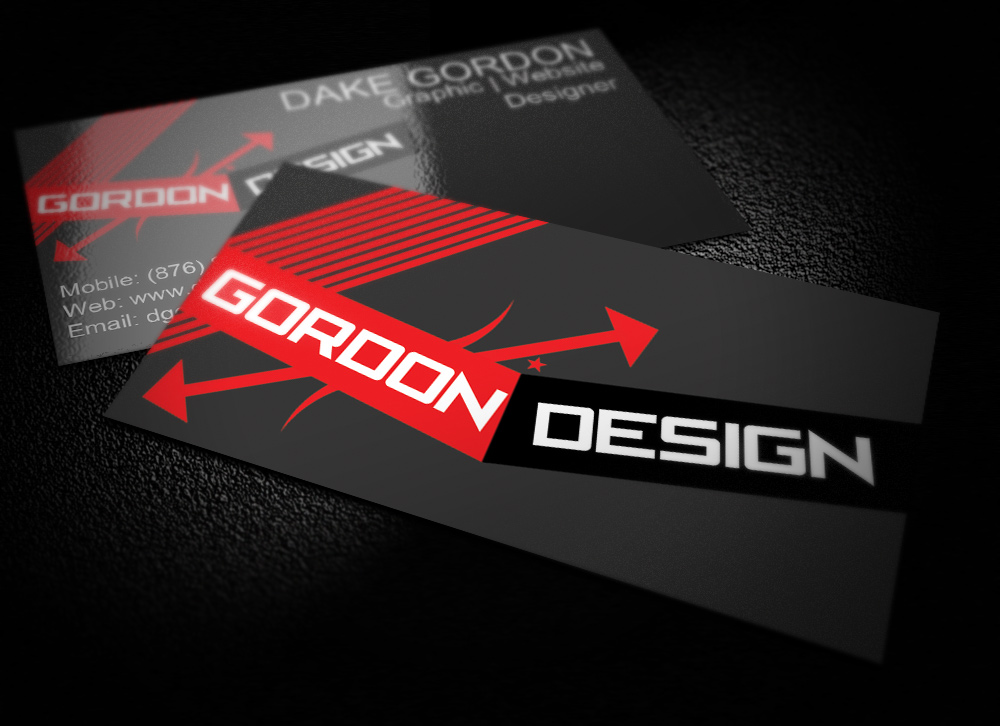 DAKE GORDON
Graphic | Website
Designer
GORDON DESIGN
Mobile: (876)
Web: www.
Email:
GORDON DESIGN